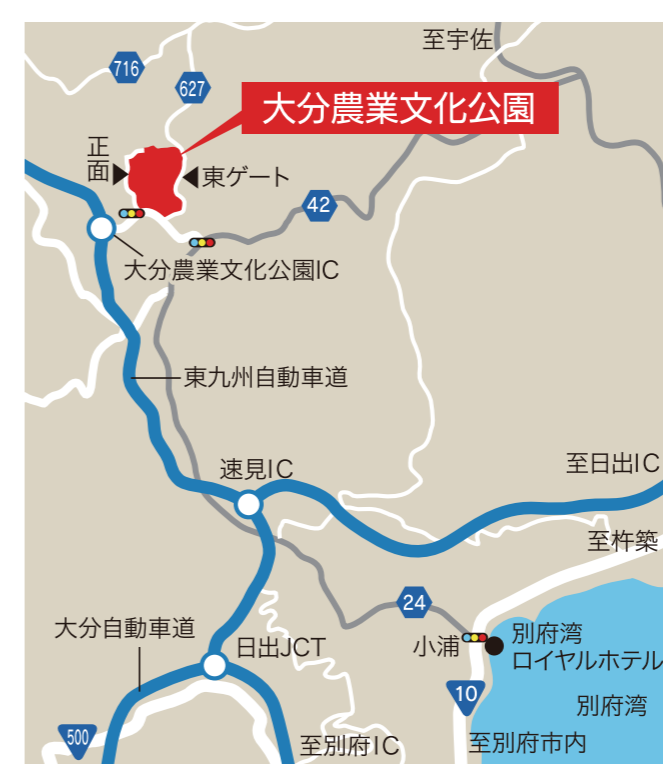 至宇佐
716
627
大分農業文化公園
正面
東ゲート
42
大分農業文化公園IC
東九州自動車道
速見IC
至日出IC
至杵築
24
大分自動車道
日出JCT
小浦
別府湾
ロイヤルホテル
10
別府湾
500
至別府IC
至別府市内